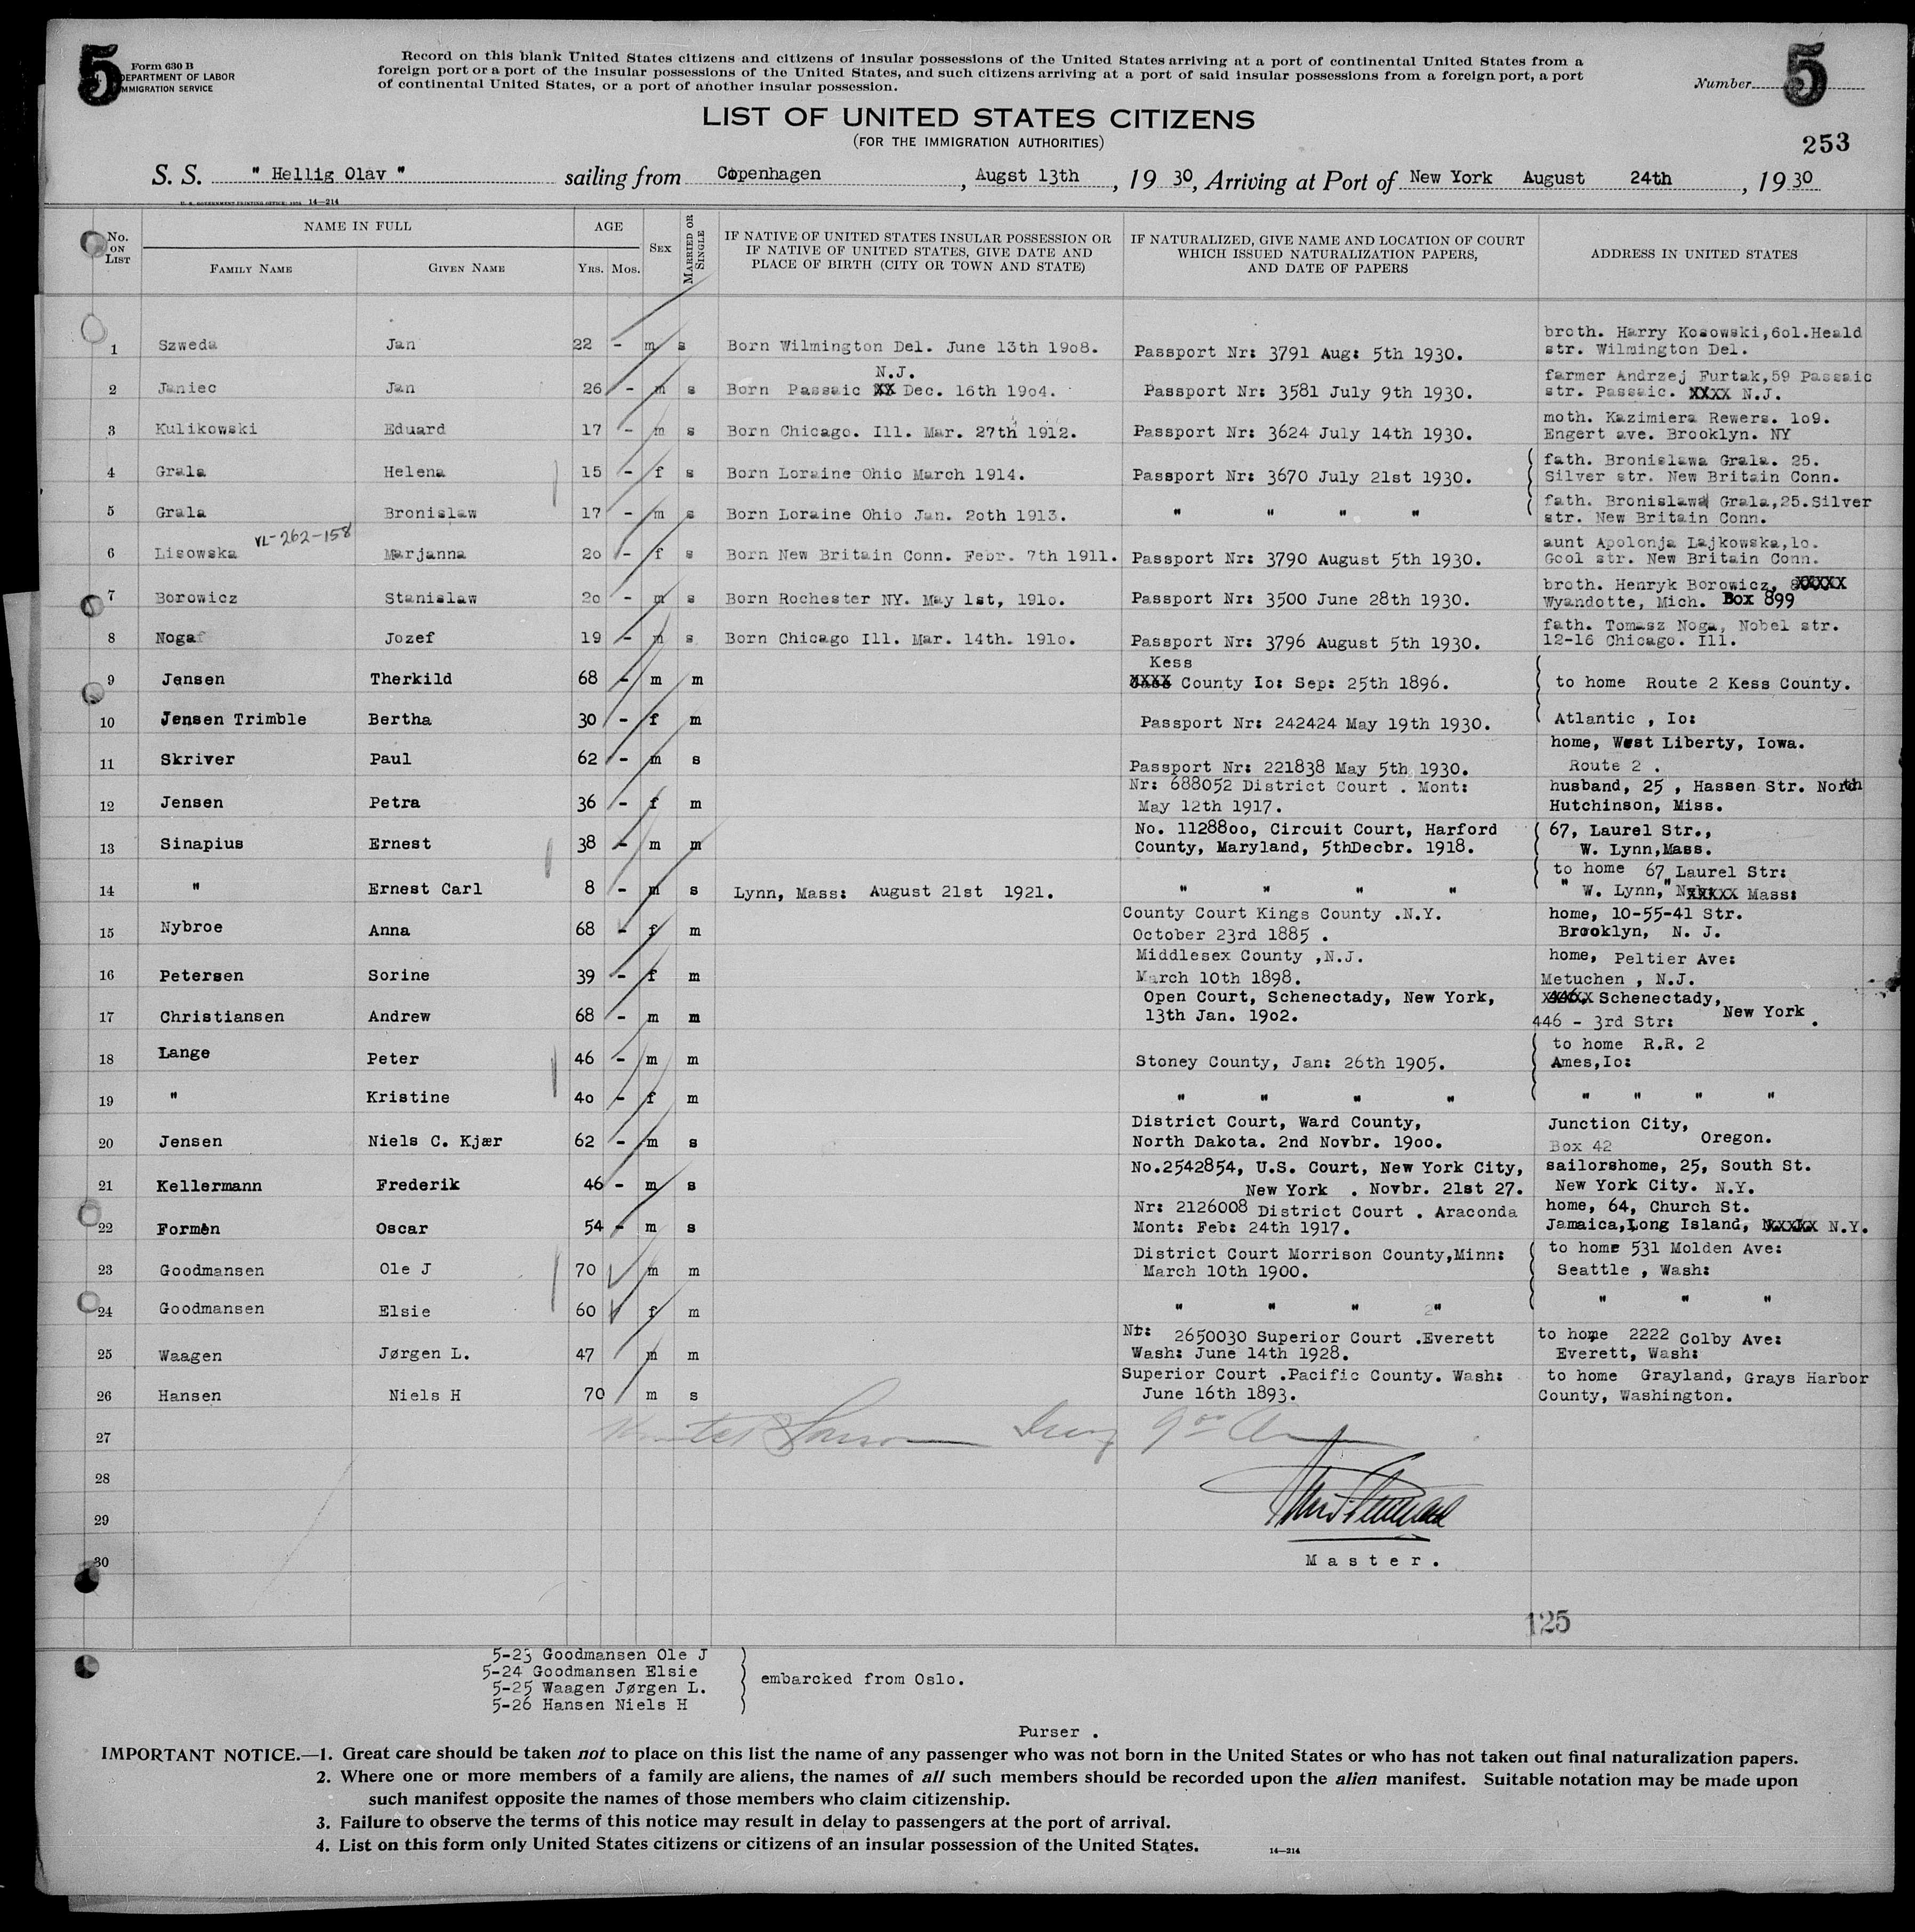 5
Form 630 B
DEPARTMENT OF LABOR
IMMIGRATION SERVICE
Record on this blank United States citizens and citizens of insular possessions of the United States arriving at a port of continental United States from a
foreign port or a port of the insular possessions of the United States, and such citizens arriving at a port of said insular possessions from a foreign port, a port
of continental United States, or a port of another insular possession.
Number 5
LIST OF UNITED STATES CITIZENS
(FOR THE IMMIGRATION AUTHORITIES)
253
S. S. " Hellig Olav " sailing from Copenhagen , Augst 13th , 19 30, Arriving at Port of New York August 24th , 19 30
U. S. GOVERNMENT PRINTING OFFICE: 14—214
No. ON LIST NAME IN FULL AGE SEX MARRIED OR SINGLE
FAMILY NAME GIVEN NAME YRS. MOS.
IF NATIVE OF UNITED STATES INSULAR POSSESSION OR
IF NATIVE OF UNITED STATES, GIVE DATE AND
PLACE OF BIRTH (CITY OR TOWN AND STATE)
IF NATURALIZED, GIVE NAME AND LOCATION OF COURT
WHICH ISSUED NATURALIZATION PAPERS,
AND DATE OF PAPERS
ADDRESS IN UNITED STATES
1 Szweda Jan 22 - m s Born Wilmington Del. June 13th 19o8. Passport Nr: 3791 Aug: 5th 1930. broth. Harry Kosowski,6o1.Heald
str. Wilmington Del.
N.J.
2 Janiec Jan 26 - m s Born Passaic XX Dec. 16th 19o4. Passport Nr: 3581 July 9th 1930. farmer Andrzej Furtak,59 Passaic
str. Passaic. XXXX N.J.
3 Kulikowski Eduard 17 - m s Born Chicago. Ill. Mar. 27th 1912. Passport Nr: 3624 July 14th 1930. moth. Kazimiera Rewers. 1o9.
Engert ave. Brooklyn. NY
4 Grala Helena 15 - f s Born Loraine Ohio March 1914. Passport Nr: 3670 July 21st 1930. fath. Bronislawa Grala. 25.
Silver str. New Britain Conn.
5 Grala Bronislaw 17 - m s Born Loraine Ohio Jan. 2oth 1913. " " " " fath. Bronislawa Grala,25.Silver
str. New Britain Conn.
VL-262-158
6 Lisowska Marjanna 2o - f s Born New Britain Conn. Febr. 7th 1911. Passport Nr: 3790 August 5th 1930. aunt Apolonja Lajkowska,1o.
Gool str. New Britain Conn.
7 Borowicz Stanislaw 2o - m s Born Rochester NY. May 1st, 191o. Passport Nr: 3500 June 28th 1930. broth. Henryk Borowicz, XXXXX
Wyandotte, Mich. Box 899
8 Noga Jozef 19 - m s Born Chicago Ill. Mar. 14th. 191o. Passport Nr: 3796 August 5th 1930. fath. Tomasz Noga, Nobel str.
12-16 Chicago. Ill.
Kess
9 Jensen Therkild 68 - m m XXXX County Io: Sep: 25th 1896. to home Route 2 Kess County.
10 Jensen Trimble Bertha 30 - f m Passport Nr: 242424 May 19th 1930. Atlantic , Io:
11 Skriver Paul 62 - m s Passport Nr: 221838 May 5th 1930. home, West Liberty, Iowa.
Route 2 .
12 Jensen Petra 36 - f m Nr: 688052 District Court . Mont:
May 12th 1917. husband, 25 , Hassen Str. North
Hutchinson, Miss.
13 Sinapius Ernest 38 - m m No. 11288oo, Circuit Court, Harford
County, Maryland, 5thDecbr. 1918. 67, Laurel Str.,
W. Lynn,Mass.
14 " Ernest Carl 8 - m s Lynn, Mass: August 21st 1921. " " " " to home 67 Laurel Str:
" W. Lynn," NXXXXX Mass:
15 Nybroe Anna 68 - f m County Court Kings County .N.Y.
October 23rd 1885 . home, 10-55-41 Str.
Brooklyn, N. J.
16 Petersen Sorine 39 - f m Middlesex County ,N.J.
March 10th 1898. home, Peltier Ave:
Metuchen , N.J.
17 Christiansen Andrew 68 - m m Open Court, Schenectady, New York,
13th Jan. 19o2. XXXXX Schenectady,
446 - 3rd Str: New York .
18 Lange Peter 46 - m m Stoney County, Jan: 26th 1905. to home R.R. 2
Ames,Io:
19 " Kristine 4o - f m " " " " " " " "
20 Jensen Niels C. Kjær 62 - m s District Court, Ward County,
North Dakota. 2nd Novbr. 19oo. Junction City,
Box 42 Oregon.
21 Kellermann Frederik 46 - m s No.2542854, U.S. Court, New York City,
New York . Novbr. 21st 27. sailorshome, 25, South St.
New York City. N.Y.
22 Formen Oscar 54 - m s Nr: 2126008 District Court . Araconda
Mont: Feb: 24th 1917. home, 64, Church St.
Jamaica,Long Island, NXXXXX N.Y.
23 Goodmansen Ole J 70 m m District Court Morrison County,Minn:
March 10th 1900. to home 531 Molden Ave:
Seattle , Wash:
24 Goodmansen Elsie 60 f m " " " " " " "
25 Waagen Jørgen L. 47 m m Nr: 2650030 Superior Court .Everett
Wash: June 14th 1928. to home 2222 Colby Ave:
Everett, Wash:
26 Hansen Niels H 70 m s Superior Court .Pacific County. Wash:
June 16th 1893. to home Grayland, Grays Harbor
County, Washington.
27
28
29
30
Master.
125
5-23 Goodmansen Ole J
5-24 Goodmansen Elsie
5-25 Waagen Jørgen L.
5-26 Hansen Niels H
embarcked from Oslo.
Purser .
IMPORTANT NOTICE.—1. Great care should be taken not to place on this list the name of any passenger who was not born in the United States or who has not taken out final naturalization papers.
2. Where one or more members of a family are aliens, the names of all such members should be recorded upon the alien manifest. Suitable notation may be made upon
such manifest opposite the names of those members who claim citizenship.
3. Failure to observe the terms of this notice may result in delay to passengers at the port of arrival.
4. List on this form only United States citizens or citizens of an insular possession of the United States.
14—214